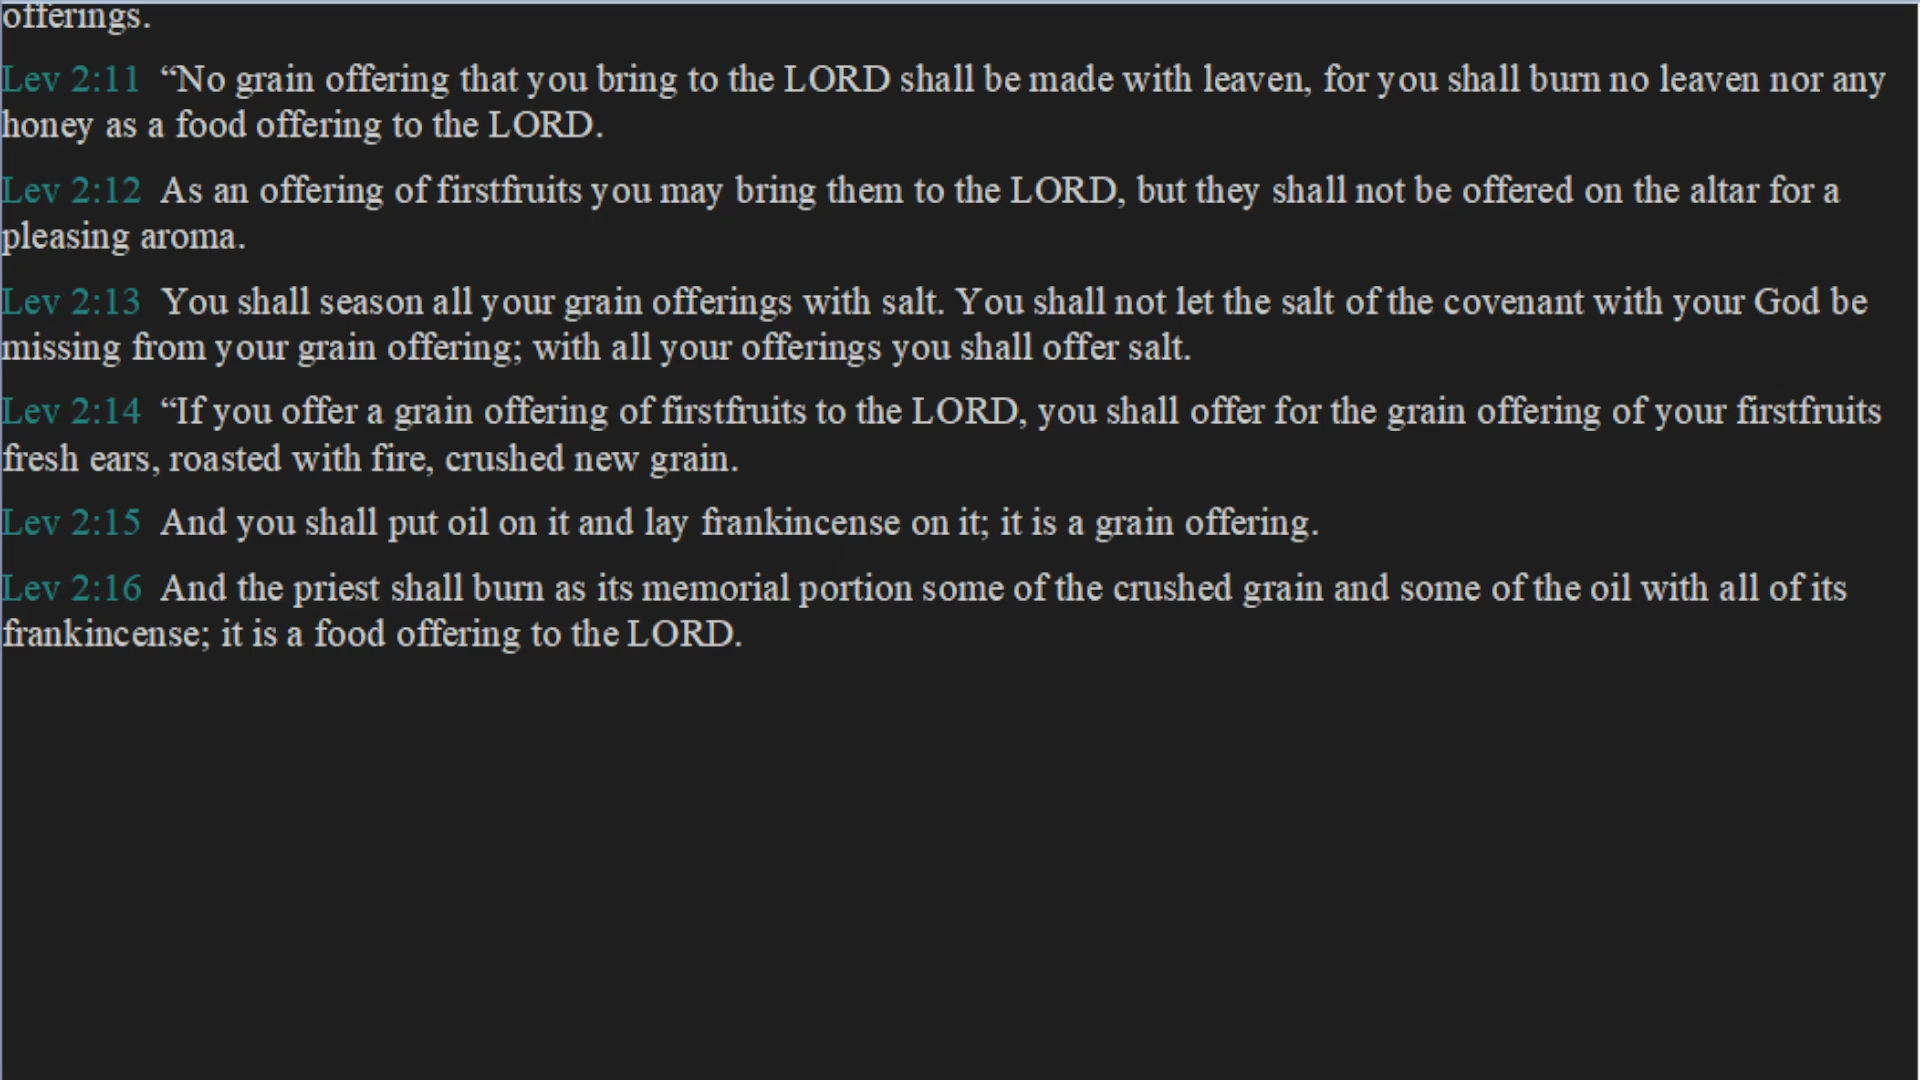 offerings.
Lev 2:11 “No grain offering that you bring to the LORD shall be made with leaven, for you shall burn no leaven nor any
honey as a food offering to the LORD.
Lev 2:12 As an offering of firstfruits you may bring them to the LORD, but they shall not be offered on the altar for a
pleasing aroma.
Lev 2:13 You shall season all your grain offerings with salt. You shall not let the salt of the covenant with your God be
missing from your grain offering; with all your offerings you shall offer salt.
Lev 2:14 “If you offer a grain offering of firstfruits to the LORD, you shall offer for the grain offering of your firstfruits
fresh ears, roasted with fire, crushed new grain.
Lev 2:15 And you shall put oil on it and lay frankincense on it; it is a grain offering.
Lev 2:16 And the priest shall burn as its memorial portion some of the crushed grain and some of the oil with all of its
frankincense; it is a food offering to the LORD.